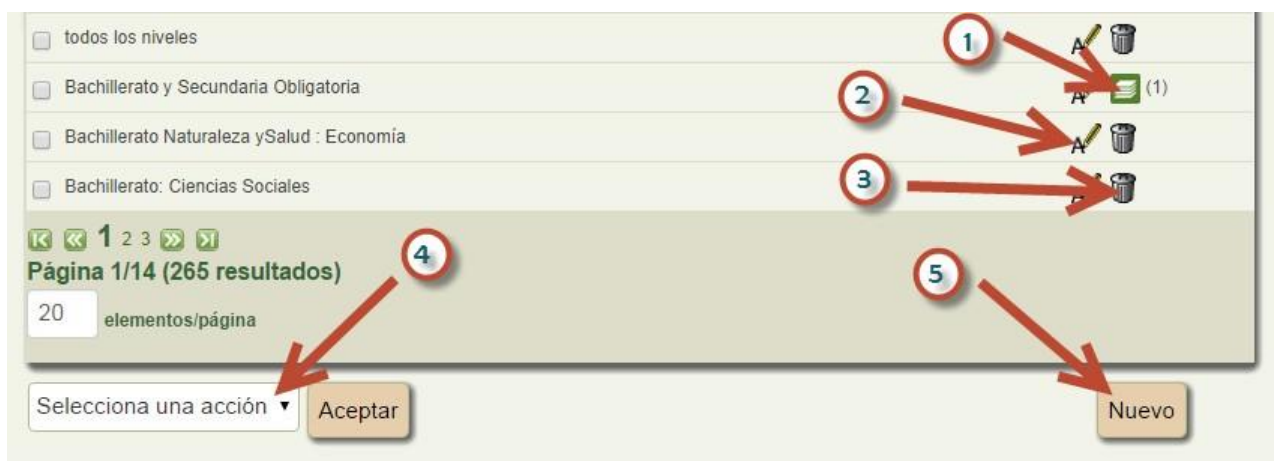 todos los niveles
1
Bachillerato y Secundaria Obligatoria
(1)
2
Bachillerato Naturaleza ySalud : Economía
Bachillerato: Ciencias Sociales
3
1 2 3
4
Página 1/14 (265 resultados)
5
20 elementos/página
Selecciona una acción Aceptar Nuevo